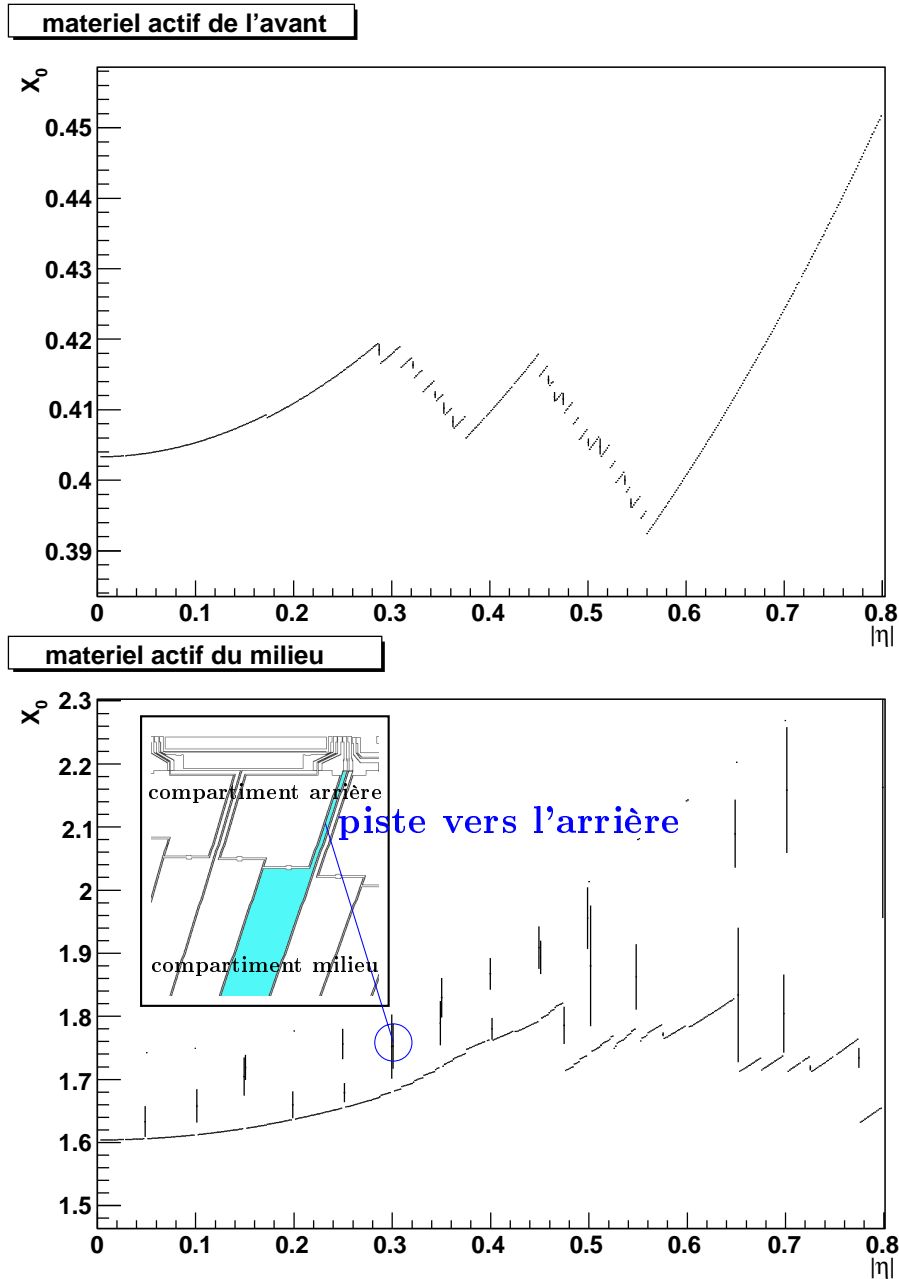 materiel actif de l'avant
X0
0.45
0.44
0.43
0.42
0.41
0.4
0.39
0 0.1 0.2 0.3 0.4 0.5 0.6 0.7 0.8
|η|
materiel actif du milieu
X0
2.3
2.2
2.1
2
1.9
1.8
1.7
1.6
1.5
compartiment arrière
piste vers l'arrière
compartiment milieu
0 0.1 0.2 0.3 0.4 0.5 0.6 0.7 0.8
|η|